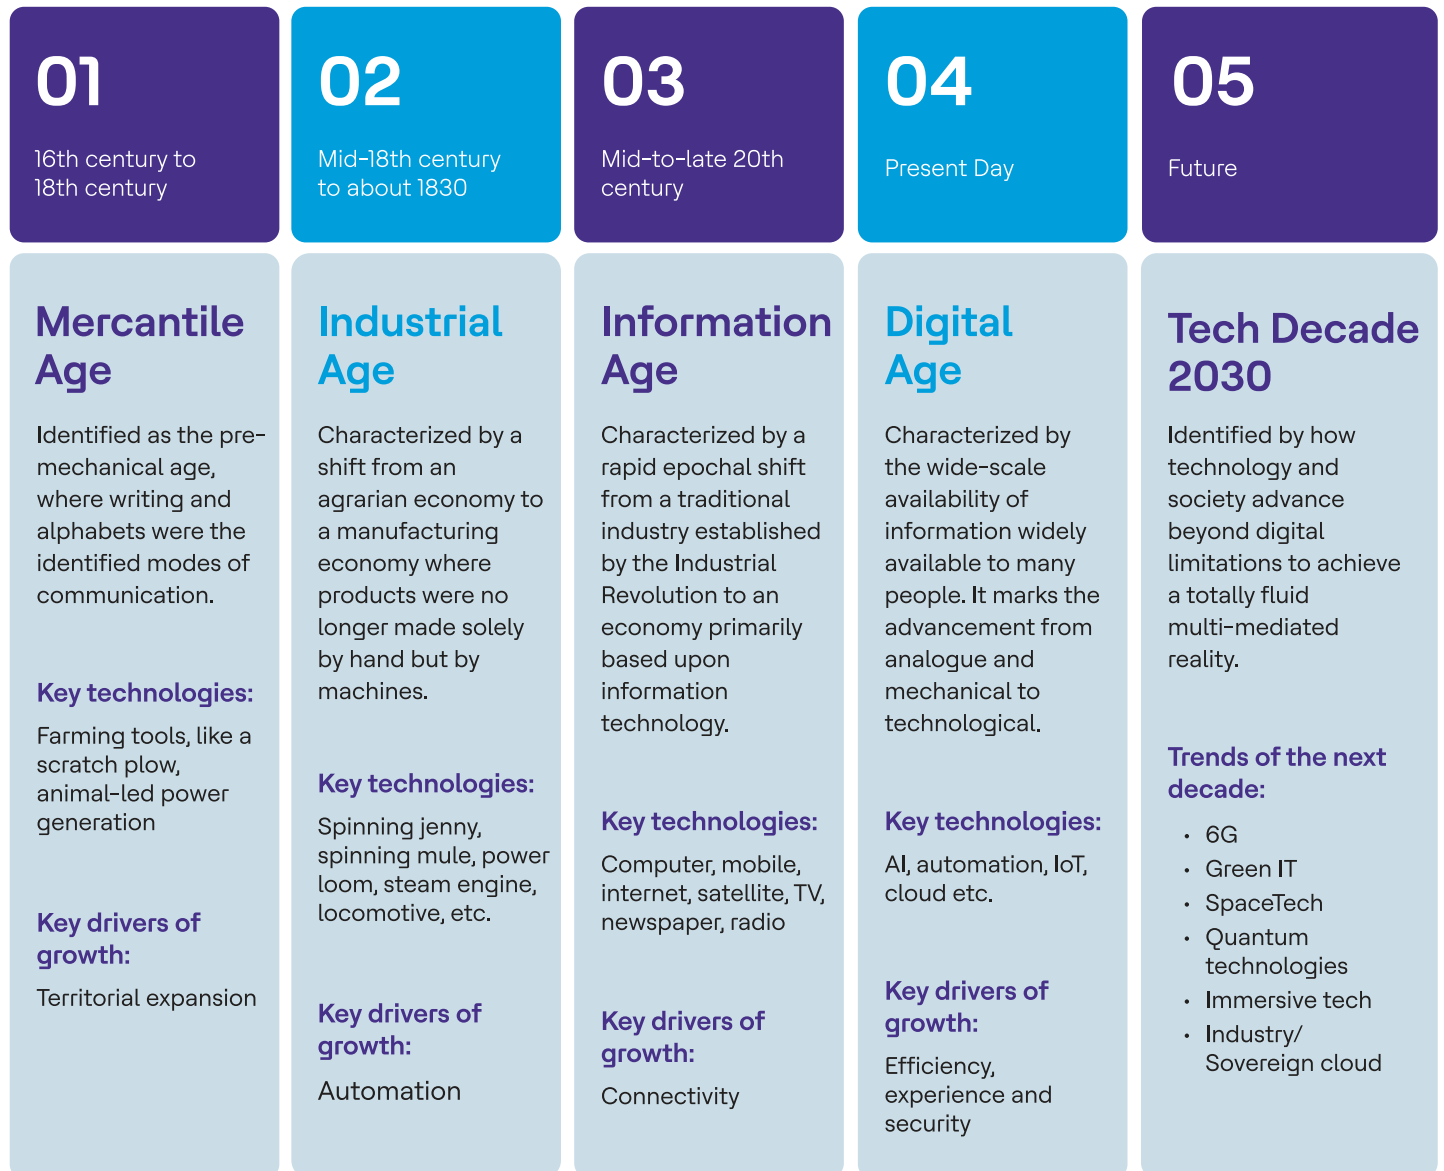 01
16th century to
18th century
Mercantile
Age
Identified as the pre-
mechanical age,
where writing and
alphabets were the
identified modes of
communication.
Key technologies:
Farming tools, like a
scratch plow,
animal-led power
generation
Key drivers of
growth:
Territorial expansion
02
Mid-18th century
to about 1830
Industrial
Age
Characterized by a
shift from an
agrarian economy to
a manufacturing
economy where
products were no
longer made solely
by hand but by
machines.
Key technologies:
Spinning jenny,
spinning mule, power
loom, steam engine,
locomotive, etc.
Key drivers of
growth:
Automation
03
Mid-to-late 20th
century
Information
Age
Characterized by a
rapid epochal shift
from a traditional
industry established
by the Industrial
Revolution to an
economy primarily
based upon
information
technology.
Key technologies:
Computer, mobile,
internet, satellite, TV,
newspaper, radio
Key drivers of
growth:
Connectivity
04
Present Day
Digital
Age
Characterized by
the wide-scale
availability of
information widely
available to many
people. It marks the
advancement from
analogue and
mechanical to
technological.
Key technologies:
AI, automation, IoT,
cloud etc.
Key drivers of
growth:
Efficiency,
experience and
security
05
Future
Tech Decade
2030
Identified by how
technology and
society advance
beyond digital
limitations to achieve
a totally fluid
multi-mediated
reality.
Trends of the next
decade:
• 6G
• Green IT
• SpaceTech
• Quantum
technologies
• Immersive tech
• Industry/
Sovereign cloud